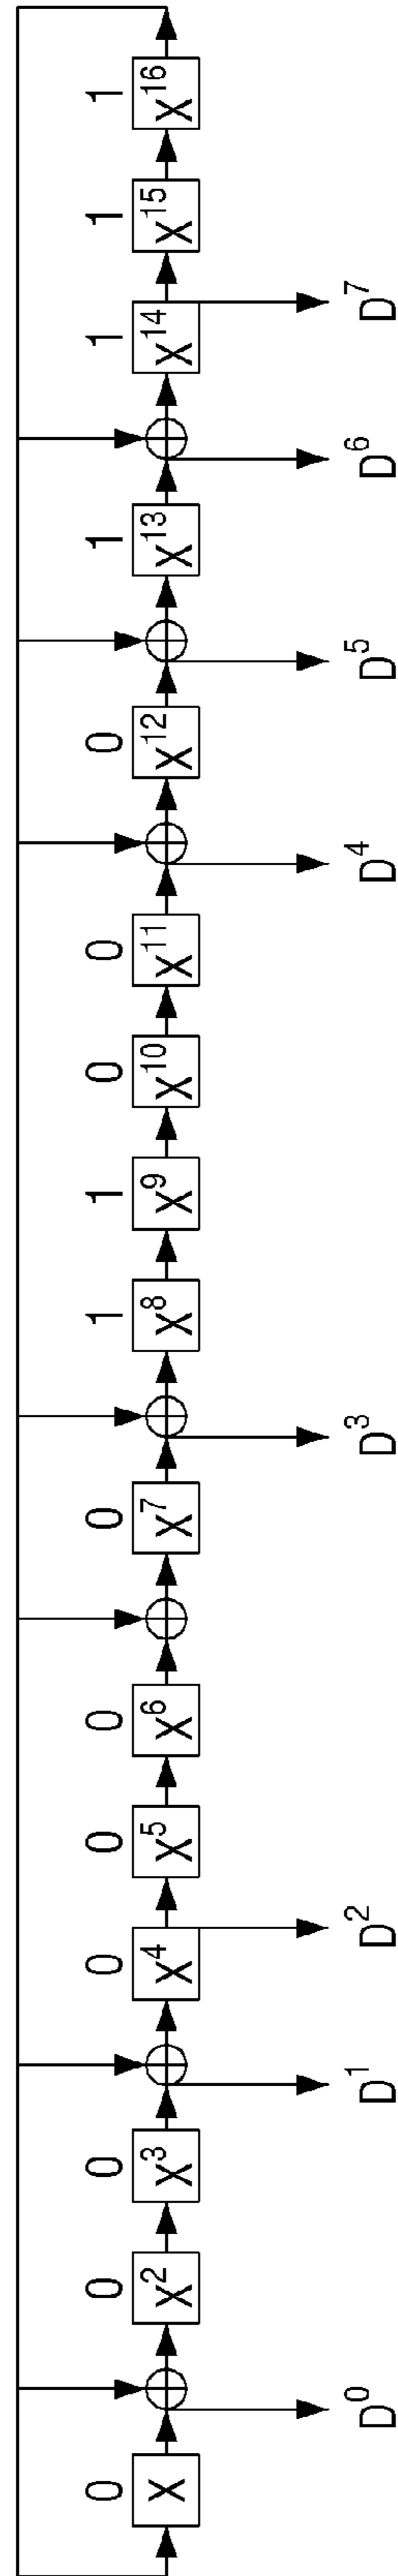 0 0 0 0 0 0 0 1 1 0 0 0 1 1 1 1
X X² X³ X⁴ X⁵ X⁶ X⁷ X⁸ X⁹ X¹⁰ X¹¹ X¹² X¹³ X¹⁴ X¹⁵ X¹⁶
D⁰ D¹ D² D³ D⁴ D⁵ D⁶ D⁷